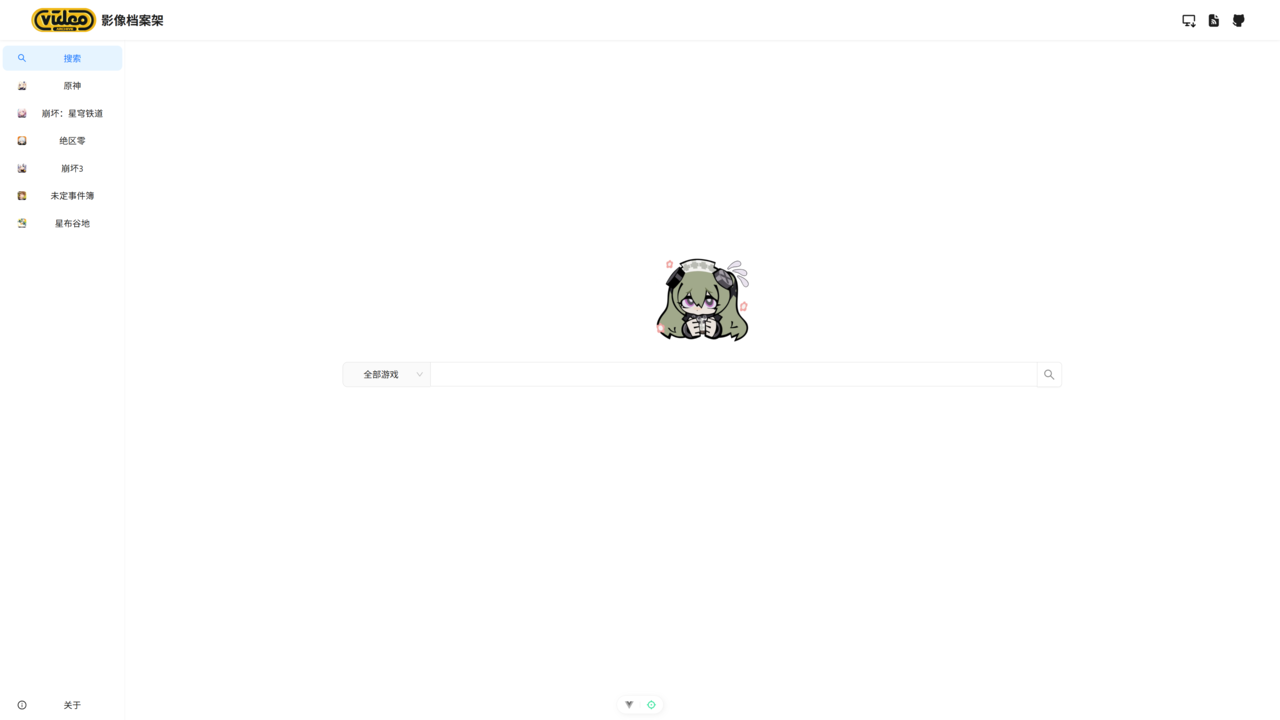 video 影像档案架
搜索
原神
崩坏：星穹铁道
绝区零
崩坏3
未定事件簿
星布谷地
全部游戏
关于